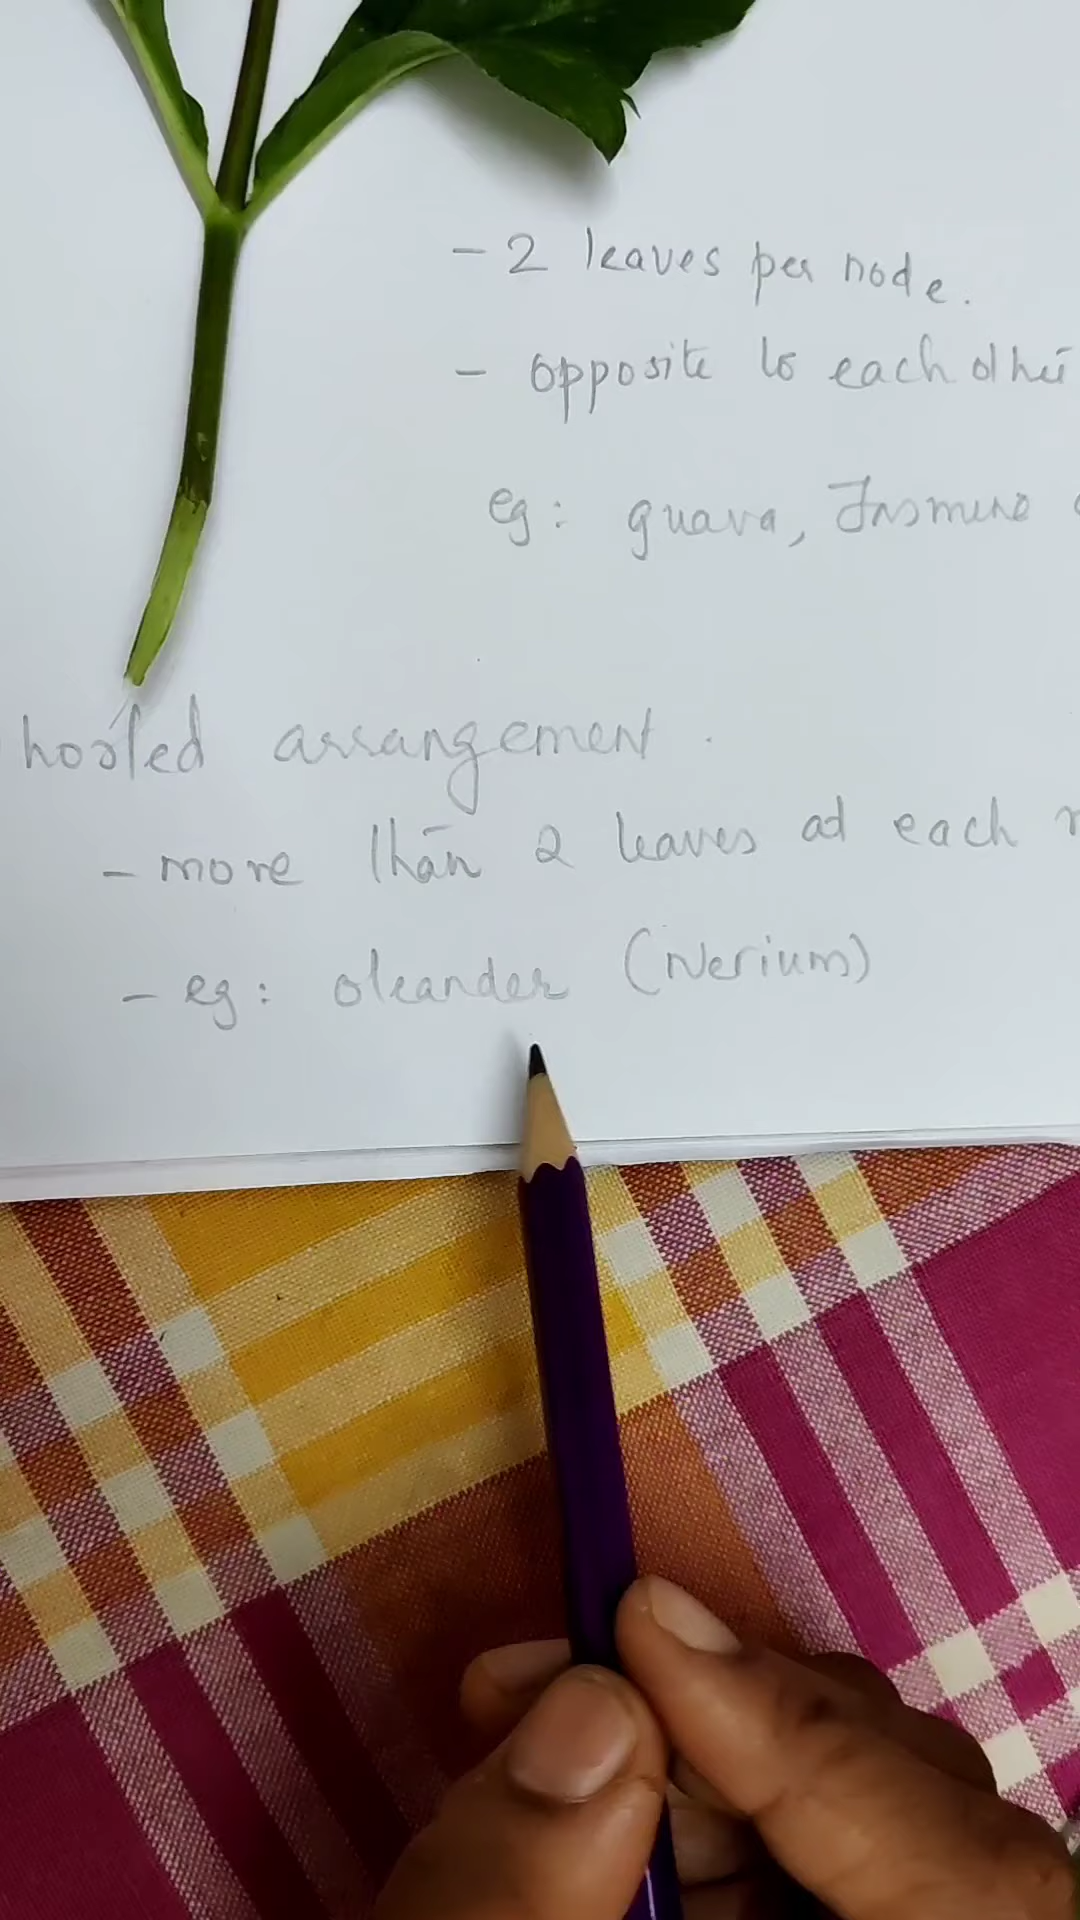 - 2 leaves per node.
- opposite to each other
eg: guava, Jasmine
hooled arrangement.
- more than 2 leaves at each
- eg: oleander (Nerium)